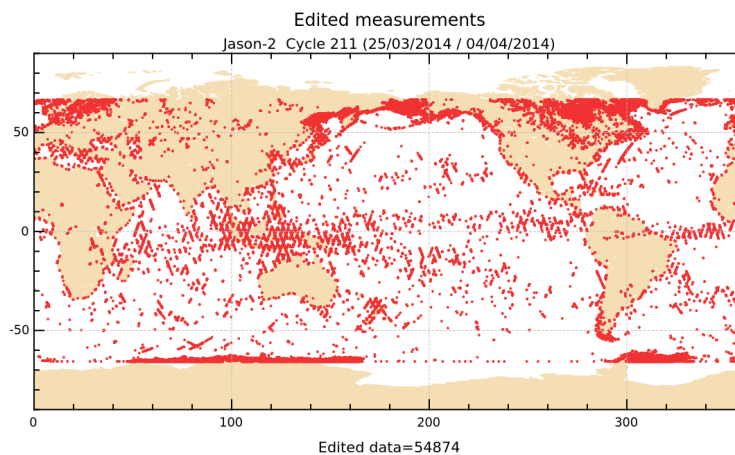 Edited measurements
Jason-2 Cycle 211 (25/03/2014 / 04/04/2014)
50
0
-50
0 100 200 300
Edited data=54874